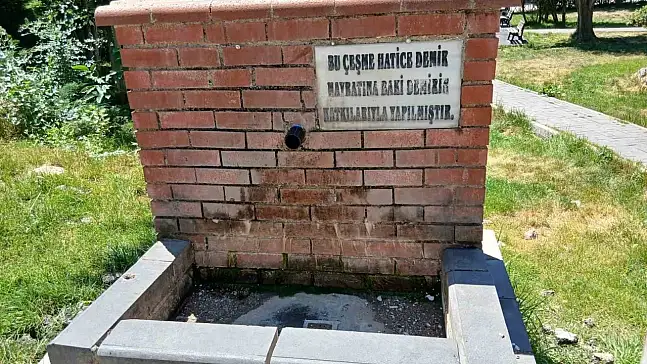 BU ÇEŞME HATİCE DEMİR
HAYRATINA BAKİ DEMİRİN
KATKILARIYLA YAPILMIŞTIR.